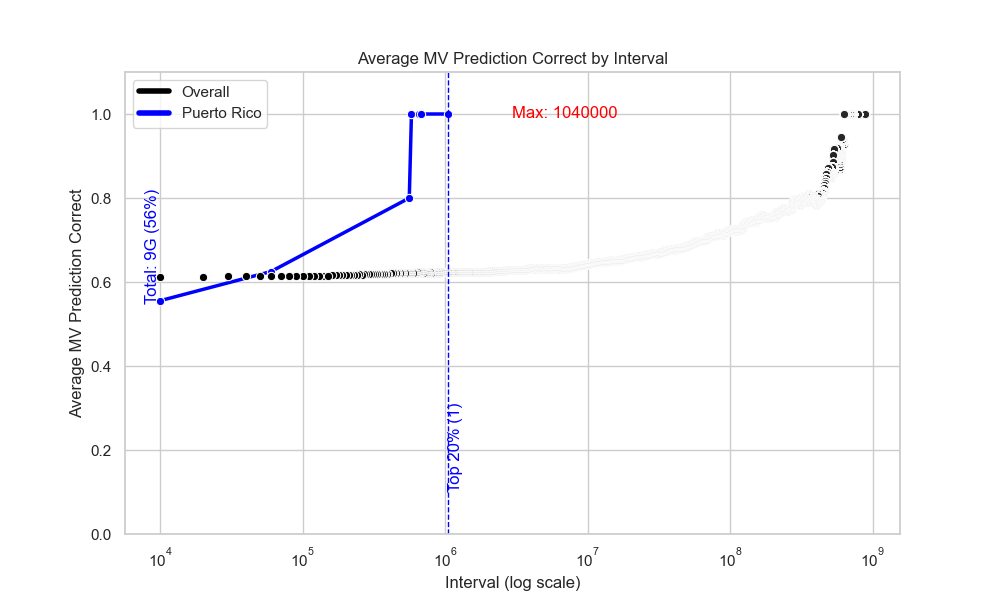 Average MV Prediction Correct by Interval
Overall
Puerto Rico
Max: 1040000
Total: 9G (56%)
Top 20% (1)
Average MV Prediction Correct
1.0
0.8
0.6
0.4
0.2
0.0
10^4
10^5
10^6
10^7
10^8
10^9
Interval (log scale)